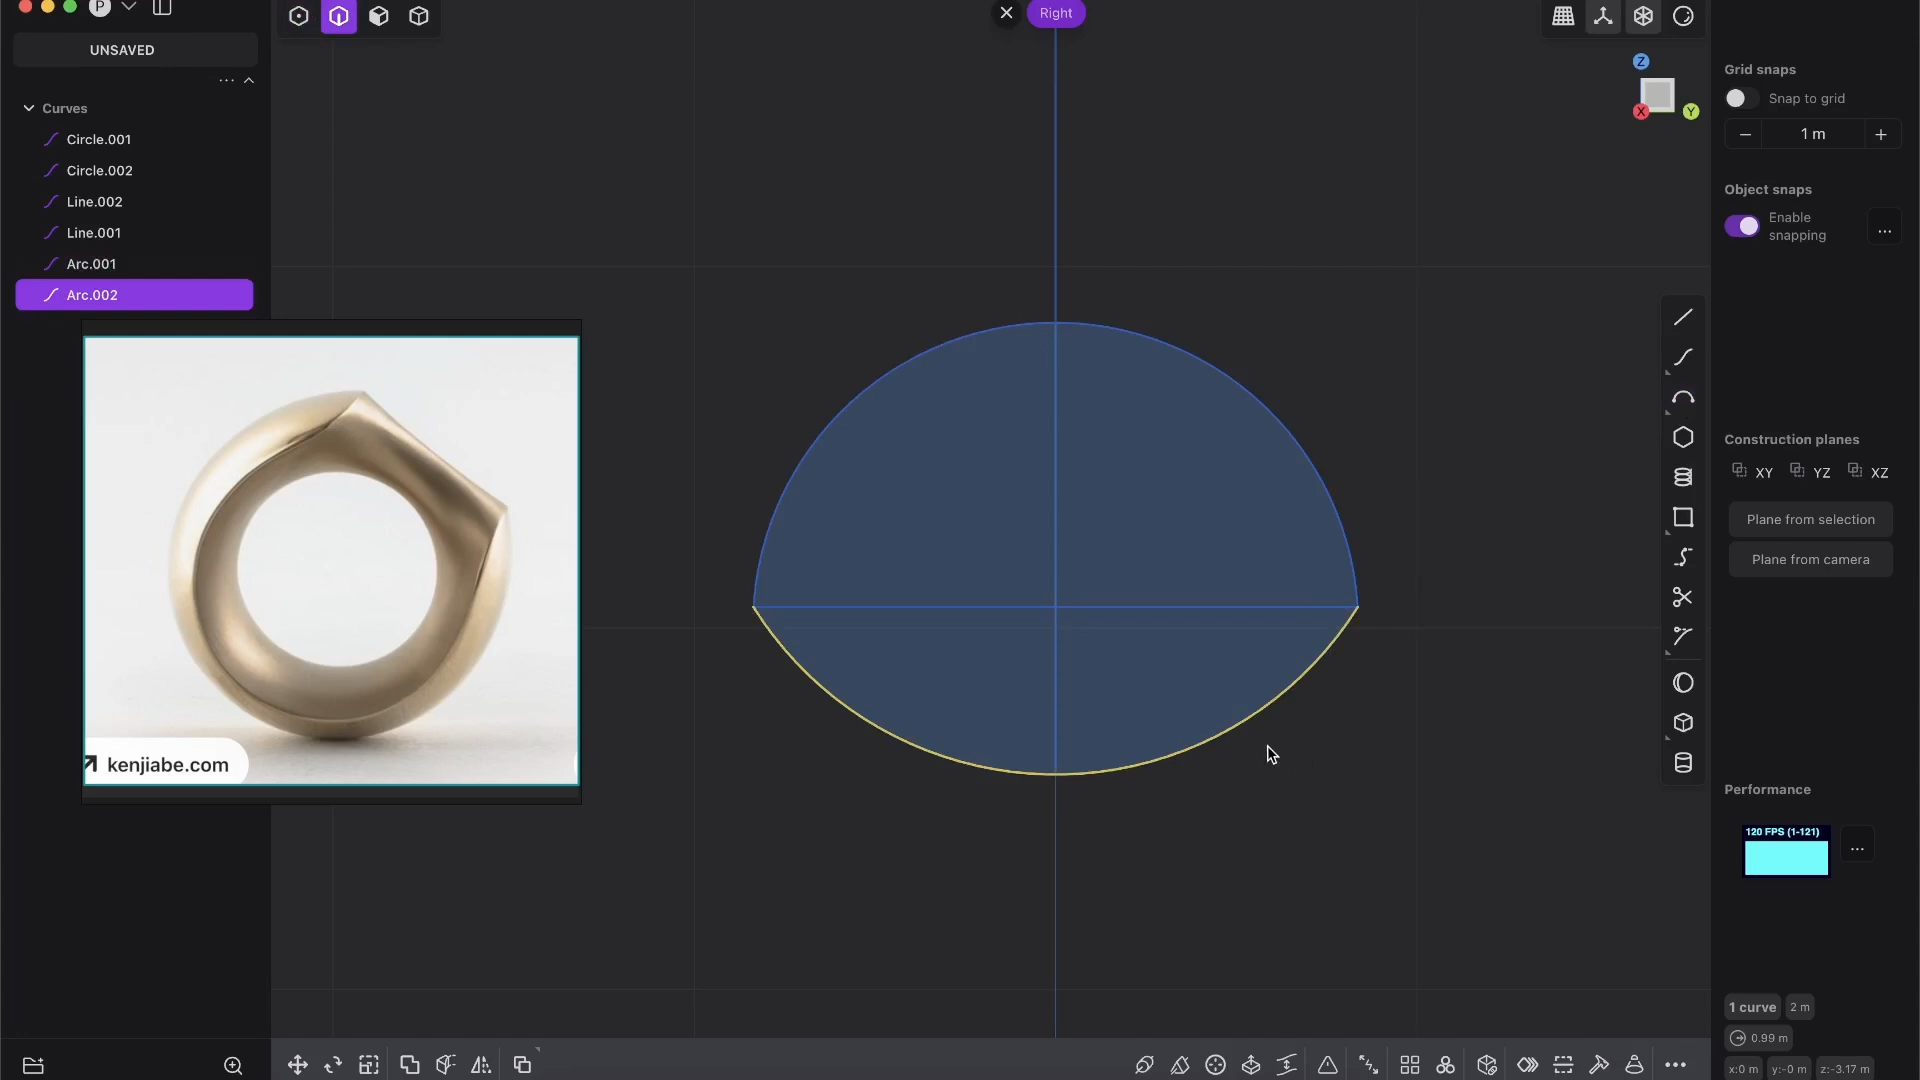 P
Right
UNSAVED
...
Z
X
Y
Curves
Circle.001
Circle.002
Line.002
Line.001
Arc.001
Arc.002
kenjiabe.com
Grid snaps
Snap to grid
− 1 m +
Object snaps
Enable
snapping
...
Construction planes
XY YZ XZ
Plane from selection
Plane from camera
Performance
120 FPS (1-121)
...
1 curve 2 m
0.99 m
x:0 m y:-0 m z:-3.17 m